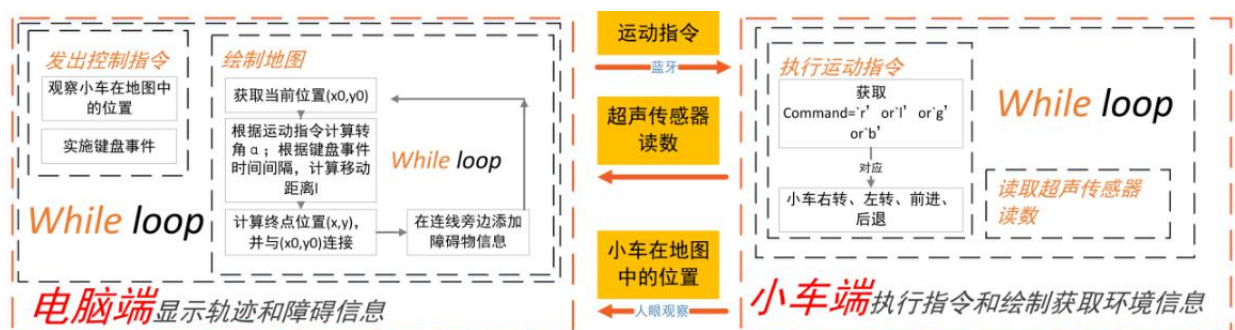 发出控制指令
观察小车在地图中
的位置
实施键盘事件
While loop
绘制地图
获取当前位置(x0,y0)
根据运动指令计算转
角α；根据键盘事件
时间间隔，计算移动
距离l
While loop
计算终点位置(x,y)，
并与(x0,y0)连接
在连线旁边添加
障碍物信息
电脑端显示轨迹和障碍信息
运动指令
蓝牙
超声传感器
读数
小车在地图
中的位置
人眼观察
执行运动指令
获取
Command=`r’ or`l’ or`g’
or`b’
对应
小车右转、左转、前进、
后退
While loop
读取超声传感器
读数
小车端执行指令和绘制获取环境信息